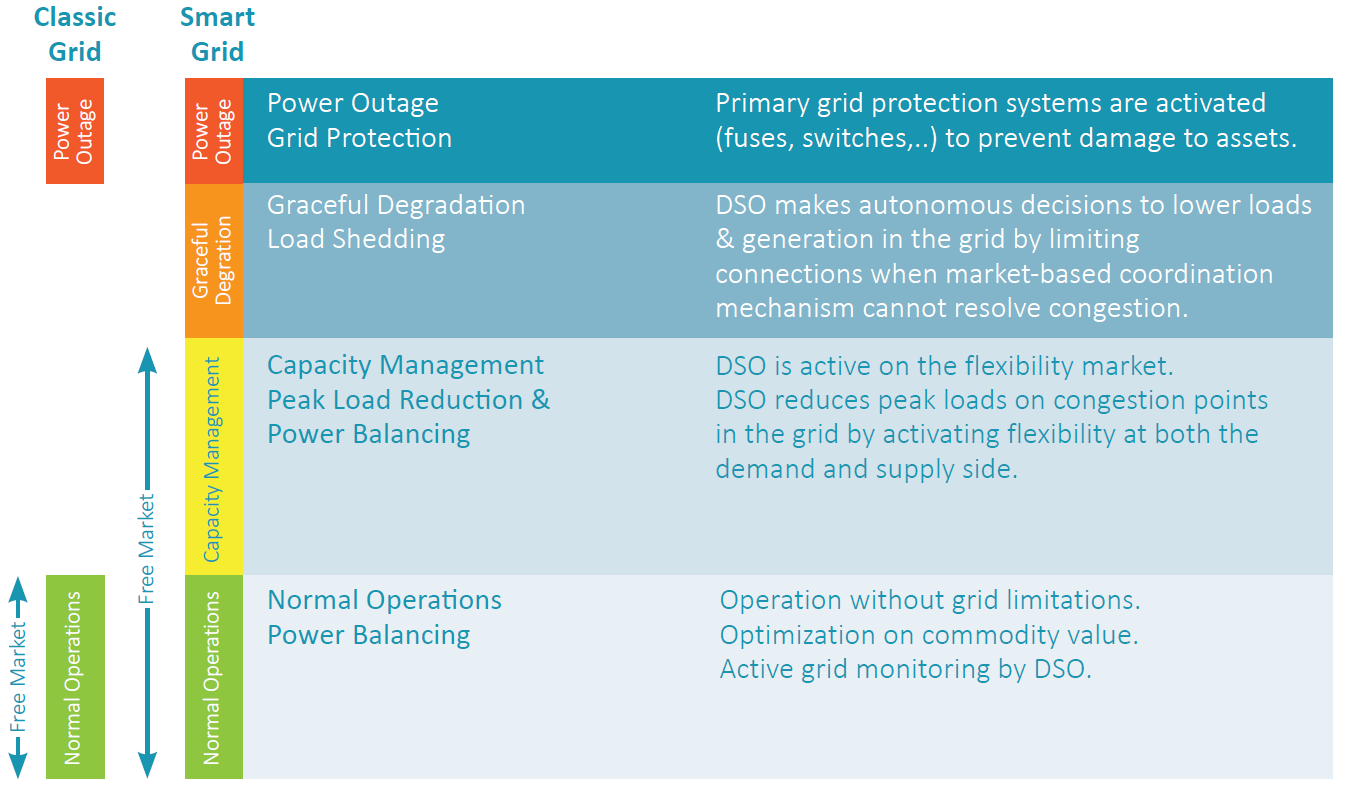 Classic
Grid
Smart
Grid
Power
Outage
Power
Outage
Power Outage
Grid Protection
Primary grid protection systems are activated
(fuses, switches,..) to prevent damage to assets.
Graceful
Degration
Graceful Degradation
Load Shedding
DSO makes autonomous decisions to lower loads
& generation in the grid by limiting
connections when market-based coordination
mechanism cannot resolve congestion.
Free Market
Capacity Management
Capacity Management
Peak Load Reduction &
Power Balancing
DSO is active on the flexibility market.
DSO reduces peak loads on congestion points
in the grid by activating flexibility at both the
demand and supply side.
Free Market
Normal Operations
Normal Operations
Normal Operations
Power Balancing
Operation without grid limitations.
Optimization on commodity value.
Active grid monitoring by DSO.